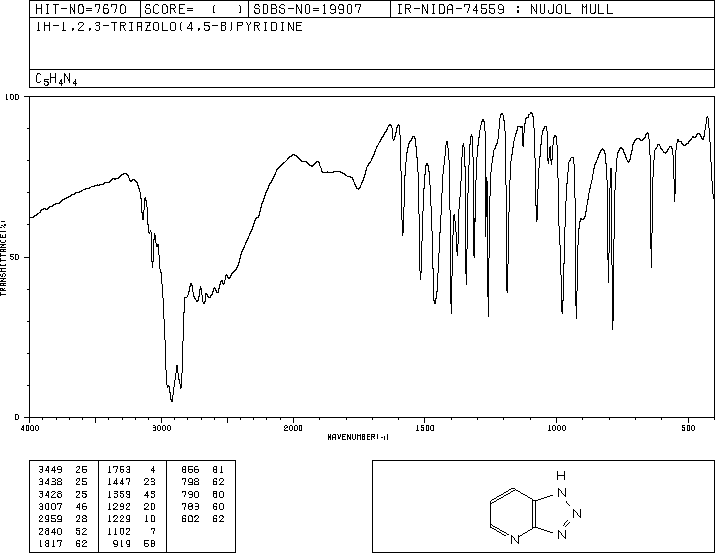 HIT-NO=7670 SCORE= ( ) SDBS-NO=19907 IR-NIDA-74559 : NUJOL MULL
1H-1,2,3-TRIAZOLO(4,5-B)PYRIDINE
C5H4N4
100
50
0
TRANSMITTANCE(%)
4000 3000 2000 1500 1000 500
WAVENUMBER(-1)
3449 25 1753 4 856 81
3438 25 1447 23 798 62
3428 25 1359 45 790 80
3007 46 1292 20 783 60
2959 28 1229 10 602 62
2840 52 1102 7
1817 62 919 58
H
N
N
N
N